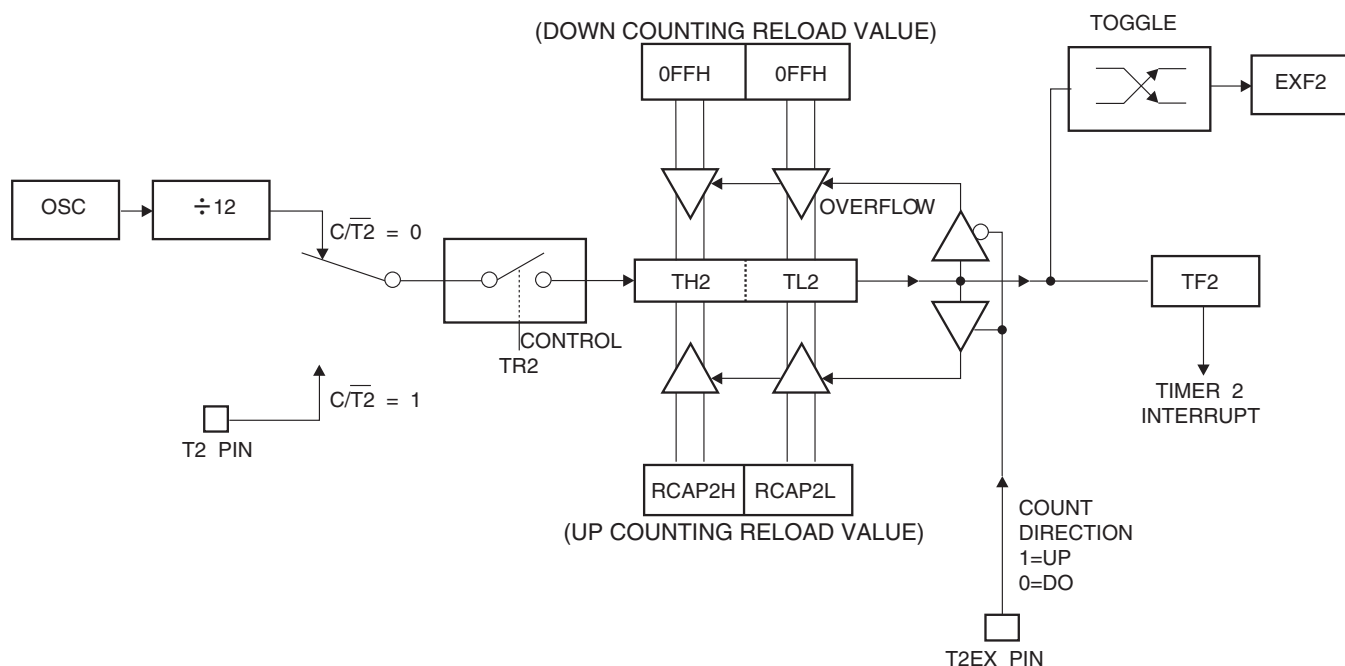 (DOWN COUNTING RELOAD VALUE)
TOGGLE
0FFH
0FFH
EXF2
OSC
÷12
C/T2̅ = 0
OVERFLOW
TH2
TL2
TF2
CONTROL
TR2
C/T2̅ = 1
T2 PIN
TIMER 2
INTERRUPT
RCAP2H
RCAP2L
(UP COUNTING RELOAD VALUE)
COUNT
DIRECTION
1=UP
0=DO
T2EX PIN